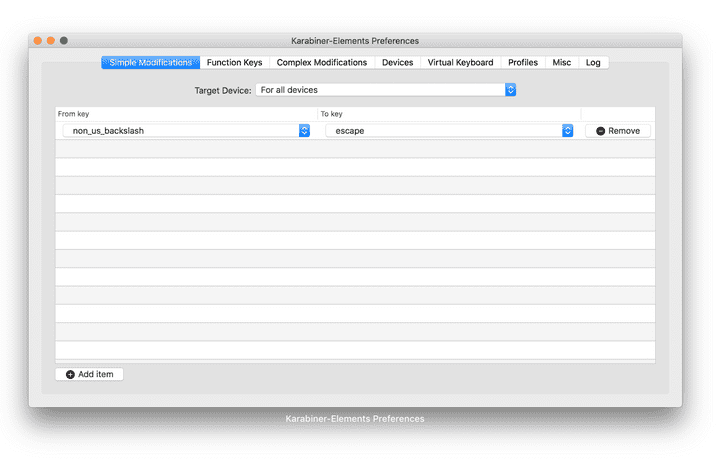 Karabiner-Elements Preferences
Simple Modifications Function Keys Complex Modifications Devices Virtual Keyboard Profiles Misc Log
Target Device: For all devices
From key To key
non_us_backslash escape Remove
Add item
Karabiner-Elements Preferences